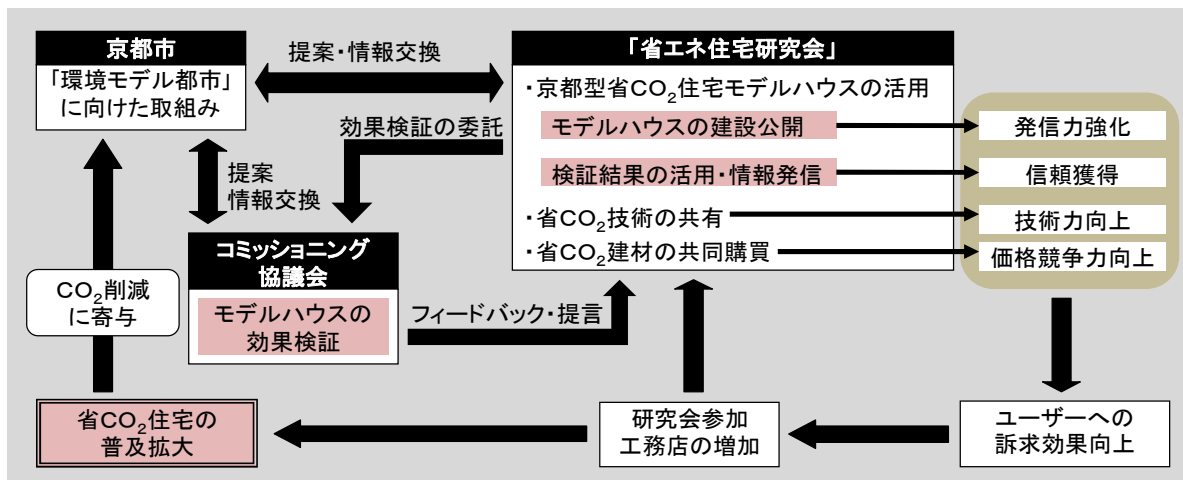 京都市
「環境モデル都市」
に向けた取組み
提案・情報交換
「省エネ住宅研究会」
・京都型省CO₂住宅モデルハウスの活用
モデルハウスの建設公開
検証結果の活用・情報発信
・省CO₂技術の共有
・省CO₂建材の共同購買
発信力強化
信頼獲得
技術力向上
価格競争力向上
効果検証の委託
提案
情報交換
コミッショニング
協議会
モデルハウスの
効果検証
フィードバック・提言
CO₂削減
に寄与
省CO₂住宅の
普及拡大
研究会参加
工務店の増加
ユーザーへの
訴求効果向上